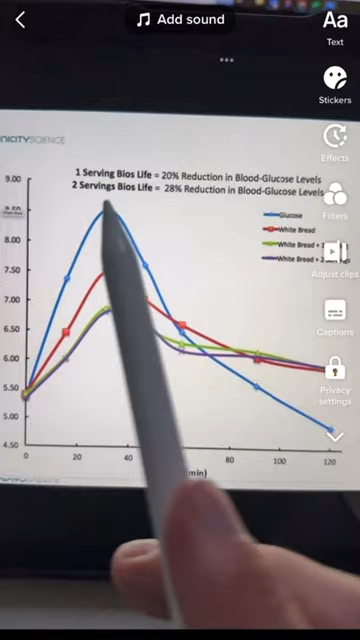 Add sound
Aa
Text
Stickers
Effects
Filters
Adjust clips
Captions
Privacy
settings
NICITYSCIENCE
1 Serving Bios Life = 20% Reduction in Blood-Glucose Levels
2 Servings Bios Life = 28% Reduction in Blood-Glucose Levels
Glucose
White Bread
White Bread +
White Bread + 2
9.00
8.00
7.50
7.00
6.50
6.00
5.50
5.00
4.50
0
20
40
80
100
120
min)